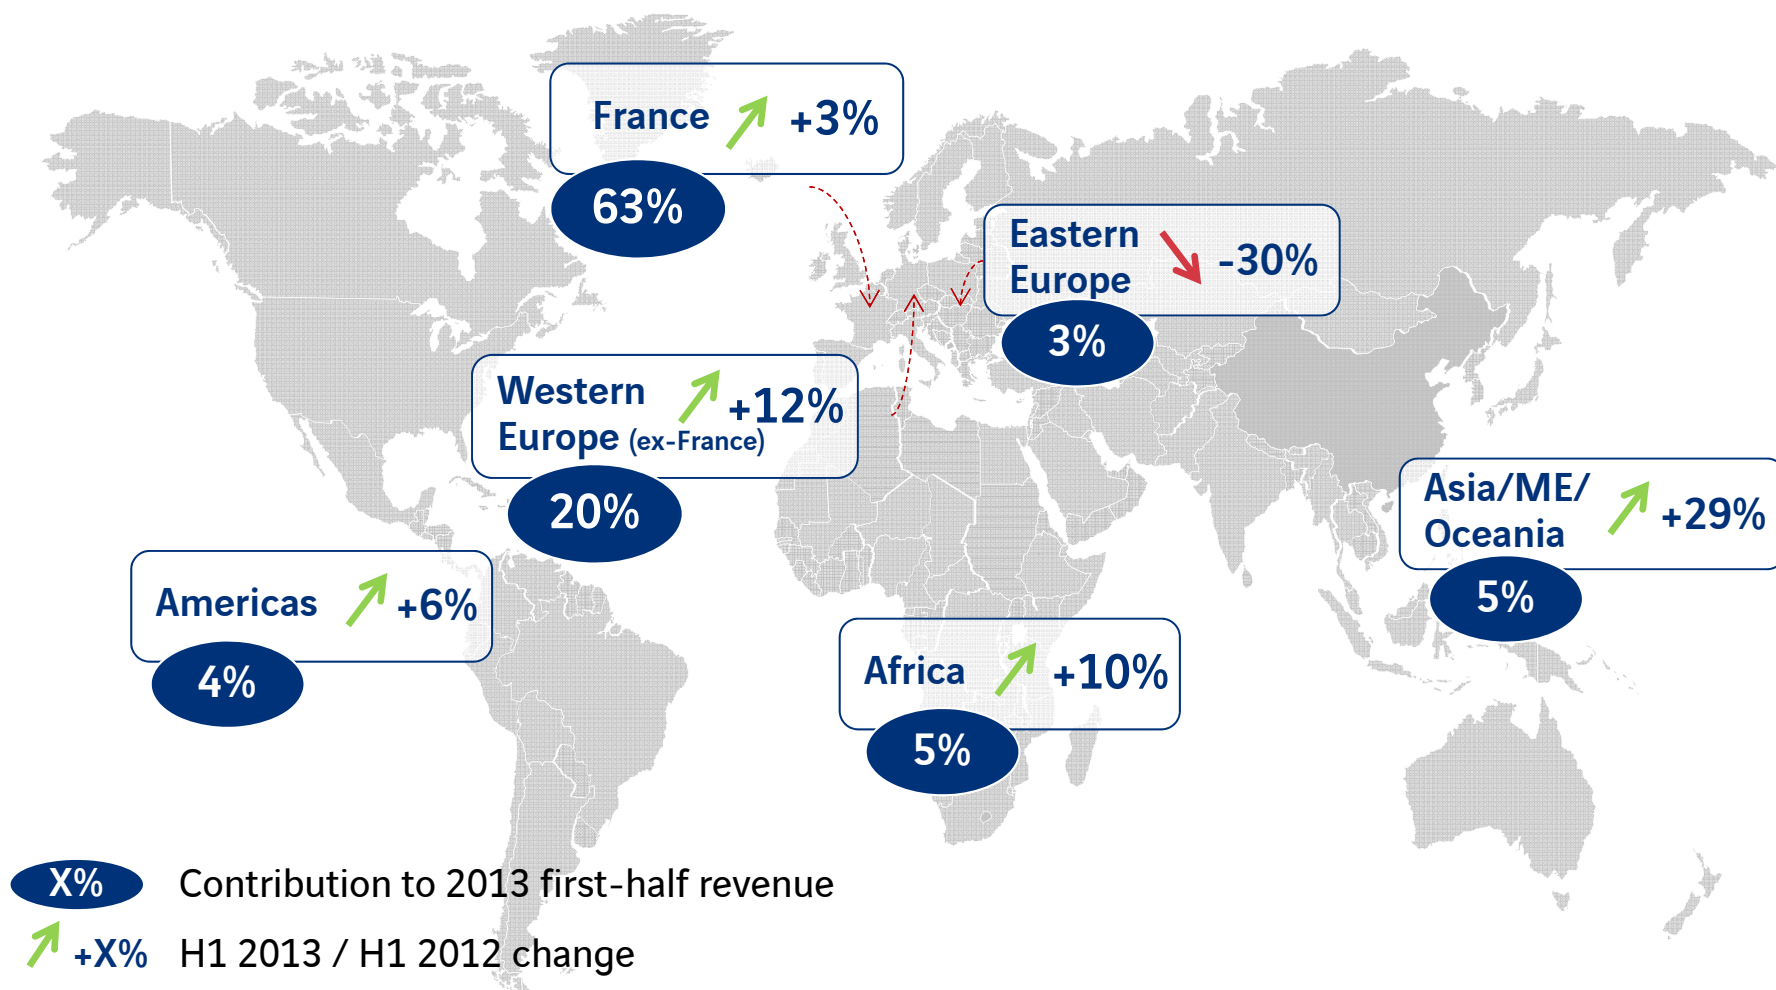 France +3%
63%
Eastern
Europe
-30%
3%
Western
Europe (ex-France)
+12%
20%
Asia/ME/
Oceania
+29%
5%
Americas +6%
4%
Africa +10%
5%
X% Contribution to 2013 first-half revenue
+X% H1 2013 / H1 2012 change